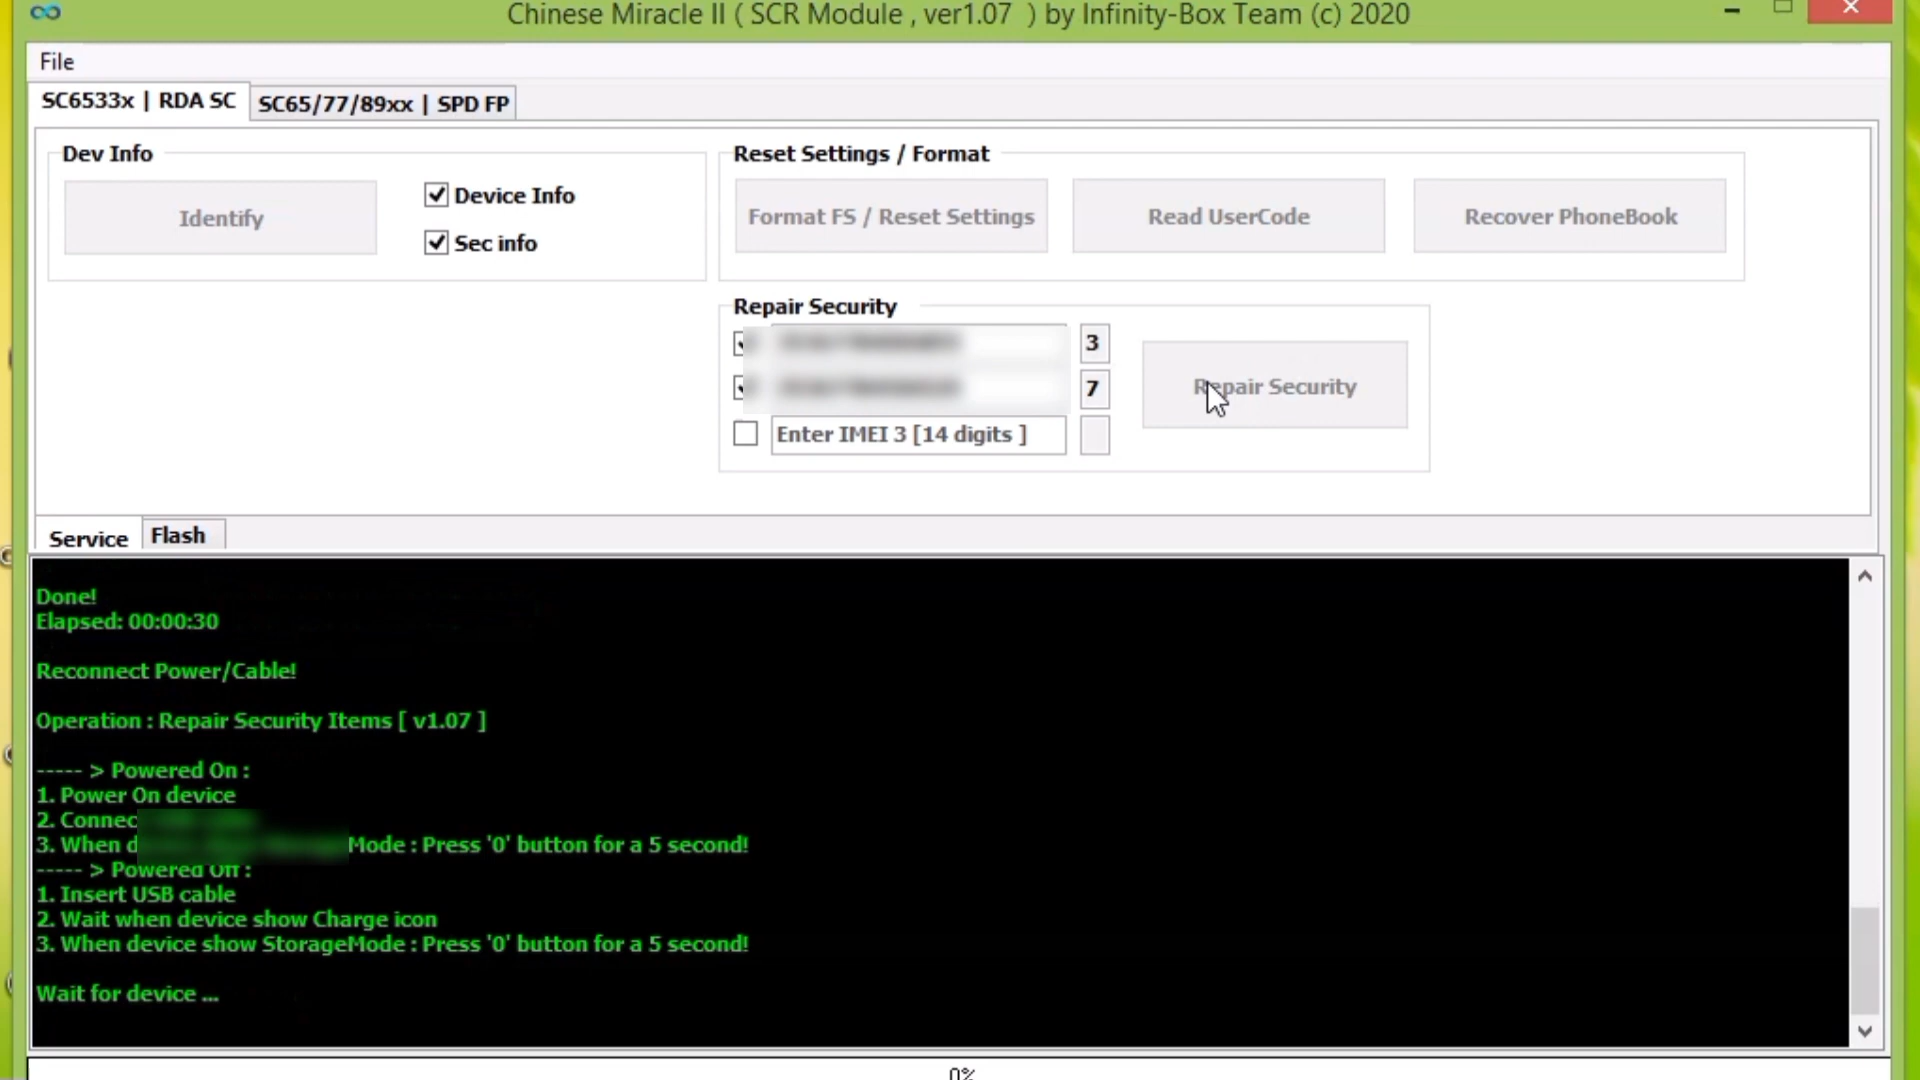 Chinese Miracle II ( SCR Module , ver1.07 ) by Infinity-Box Team (c) 2020
File
SC6533x | RDA SC
SC65/77/89xx | SPD FP
Dev Info
Identify
Device Info
Sec info
Reset Settings / Format
Format FS / Reset Settings
Read UserCode
Recover PhoneBook
Repair Security
3
7
Enter IMEI 3 [14 digits ]
Repair Security
Service
Flash
Done!
Elapsed: 00:00:30
Reconnect Power/Cable!
Operation : Repair Security Items [ v1.07 ]
----- > Powered On :
1. Power On device
2. Connec
3. When d Mode : Press '0' button for a 5 second!
----- > Powered Off :
1. Insert USB cable
2. Wait when device show Charge icon
3. When device show StorageMode : Press '0' button for a 5 second!
Wait for device ...
0%